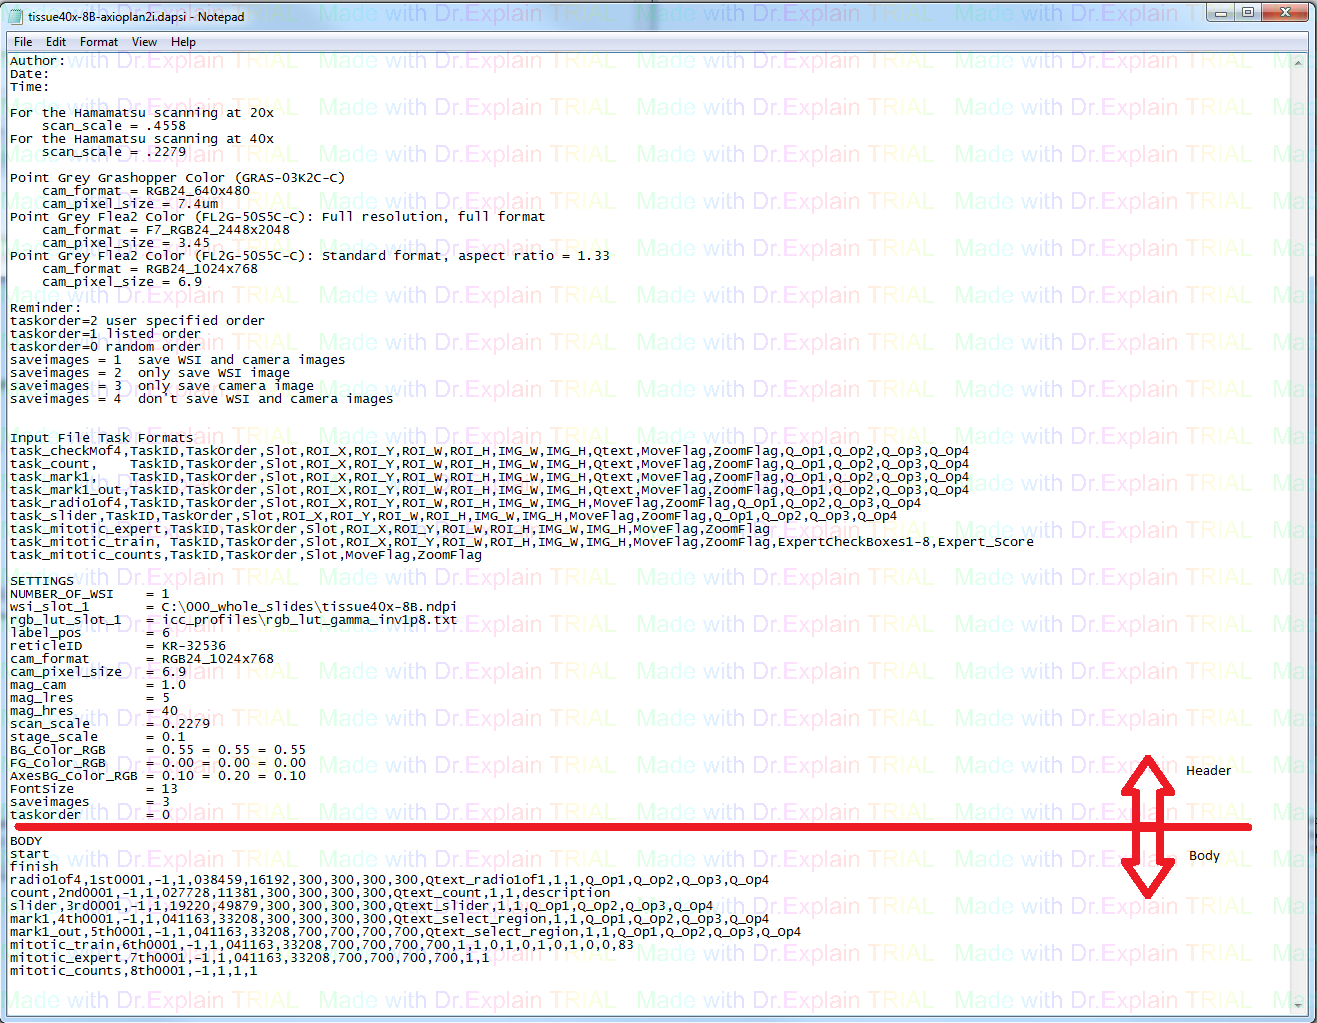 tissue40x-8B-axioplan2i.dapsi - Notepad
File Edit Format View Help
Author:
Date:
Time:
For the Hamamatsu scanning at 20x
scan_scale = .4558
For the Hamamatsu scanning at 40x
scan_scale = .2279
Point Grey Grashopper Color (GRAS-03K2C-C)
cam_format = RGB24_640x480
cam_pixel_size = 7.4um
Point Grey Flea2 Color (FL2G-50S5C-C): Full resolution, full format
cam_format = F7_RGB24_2448x2048
cam_pixel_size = 3.45
Point Grey Flea2 Color (FL2G-50S5C-C): Standard format, aspect ratio = 1.33
cam_format = RGB24_1024x768
cam_pixel_size = 6.9
Reminder:
taskorder=2 user specified order
taskorder=1 listed order
taskorder=0 random order
saveimages = 1  save WSI and camera images
saveimages = 2  only save WSI image
saveimages = 3  only save camera image
saveimages = 4  don't save WSI and camera images
Input File Task Formats
task_checkMof4,TaskID,TaskOrder,Slot,ROI_X,ROI_Y,ROI_W,ROI_H,IMG_W,IMG_H,Qtext,MoveFlag,ZoomFlag,Q_Op1,Q_Op2,Q_Op3,Q_Op4
task_count,    TaskID,TaskOrder,Slot,ROI_X,ROI_Y,ROI_W,ROI_H,IMG_W,IMG_H,Qtext,MoveFlag,ZoomFlag,Q_Op1,Q_Op2,Q_Op3,Q_Op4
task_mark1,    TaskID,TaskOrder,Slot,ROI_X,ROI_Y,ROI_W,ROI_H,IMG_W,IMG_H,Qtext,MoveFlag,ZoomFlag,Q_Op1,Q_Op2,Q_Op3,Q_Op4
task_mark1_out,TaskID,TaskOrder,Slot,ROI_X,ROI_Y,ROI_W,ROI_H,IMG_W,IMG_H,Qtext,MoveFlag,ZoomFlag,Q_Op1,Q_Op2,Q_Op3,Q_Op4
task_radio1of4,TaskID,TaskOrder,Slot,ROI_X,ROI_Y,ROI_W,ROI_H,IMG_W,IMG_H,MoveFlag,ZoomFlag,Q_Op1,Q_Op2,Q_Op3,Q_Op4
task_slider,TaskID,TaskOrder,Slot,ROI_X,ROI_Y,ROI_W,ROI_H,IMG_W,IMG_H,MoveFlag,ZoomFlag,Q_Op1,Q_Op2,Q_Op3,Q_Op4
task_mitotic_expert,TaskID,TaskOrder,Slot,ROI_X,ROI_Y,ROI_W,ROI_H,IMG_W,IMG_H,MoveFlag,ZoomFlag
task_mitotic_train, TaskID,TaskOrder,Slot,ROI_X,ROI_Y,ROI_W,ROI_H,IMG_W,IMG_H,MoveFlag,ZoomFlag,ExpertCheckBoxes1-8,Expert_Score
task_mitotic_counts,TaskID,TaskOrder,Slot,MoveFlag,ZoomFlag
SETTINGS
NUMBER_OF_WSI    = 1
wsi_slot_1       = C:\000_whole_slides\tissue40x-8B.ndpi
rgb_lut_slot_1   = icc_profiles\rgb_lut_gamma_inv1p8.txt
label_pos        = 6
reticleID        = KR-32536
cam_format       = RGB24_1024x768
cam_pixel_size   = 6.9
mag_cam          = 1.0
mag_lres         = 5
mag_hres         = 40
scan_scale       = 0.2279
stage_scale      = 0.1
BG_Color_RGB     = 0.55 = 0.55 = 0.55
FG_Color_RGB     = 0.00 = 0.00 = 0.00
AxesBG_Color_RGB = 0.10 = 0.20 = 0.10
FontSize         = 13
saveimages       = 3
taskorder        = 0
Header
Body
BODY
start
finish
radio1of4,1st0001,-1,1,038459,16192,300,300,300,300,Qtext_radio1of1,1,1,Q_Op1,Q_Op2,Q_Op3,Q_Op4
count,2nd0001,-1,1,027728,11381,300,300,300,300,Qtext_count,1,1,description
slider,3rd0001,-1,1,19220,49879,300,300,300,300,Qtext_slider,1,1,Q_Op1,Q_Op2,Q_Op3,Q_Op4
mark1,4th0001,-1,1,041163,33208,300,300,300,300,Qtext_select_region,1,1,Q_Op1,Q_Op2,Q_Op3,Q_Op4
mark1_out,5th0001,-1,1,041163,33208,700,700,700,700,Qtext_select_region,1,1,Q_Op1,Q_Op2,Q_Op3,Q_Op4
mitotic_train,6th0001,-1,1,041163,33208,700,700,700,700,1,1,0,1,0,1,0,1,0,0,83
mitotic_expert,7th0001,-1,1,041163,33208,700,700,700,700,1,1
mitotic_counts,8th0001,-1,1,1,1
Made with Dr.Explain TRIAL